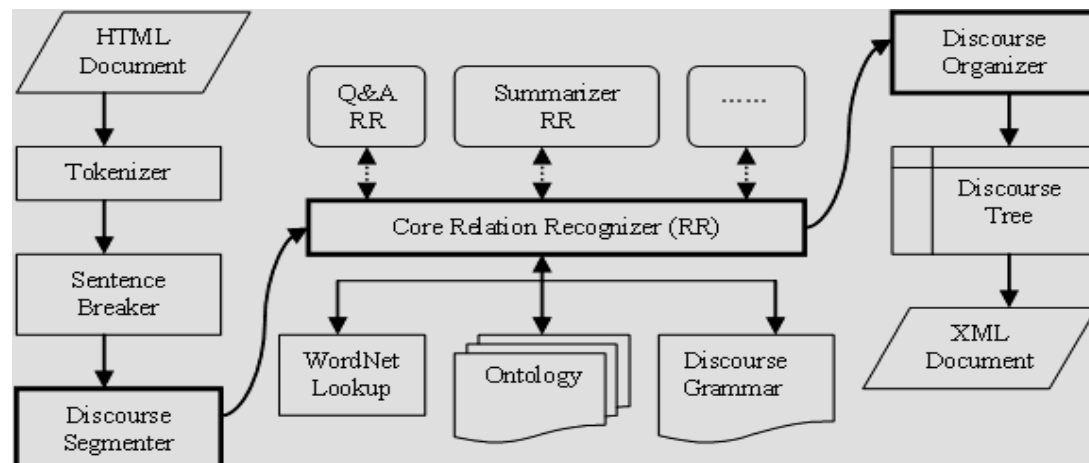 HTML
Document
Tokenizer
Sentence
Breaker
Discourse
Segmenter
Q&A
RR
Summarizer
RR
......
Core Relation Recognizer (RR)
WordNet
Lookup
Ontology
Discourse
Grammar
Discourse
Organizer
Discourse
Tree
XML
Document